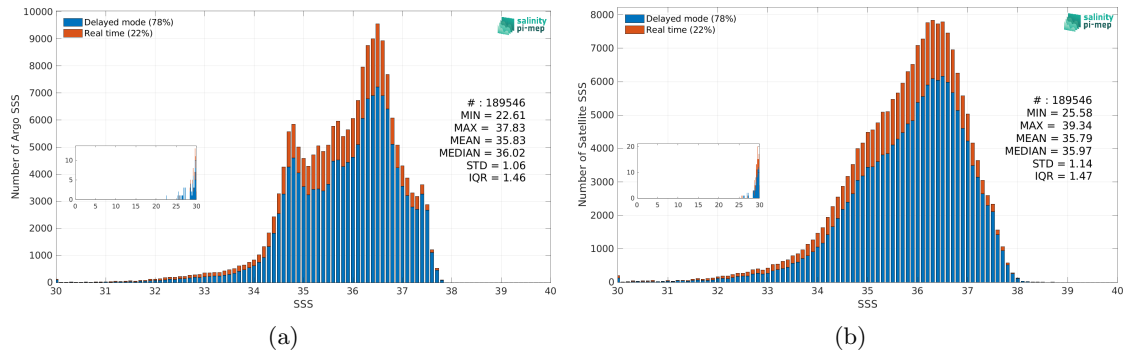 Delayed mode (78%)
Real time (22%)
salinity
pi-mep
Number of Argo SSS
10000
9000
8000
7000
6000
5000
4000
3000
2000
1000
0
# : 189546
MIN = 22.61
MAX = 37.83
MEAN = 35.83
MEDIAN = 36.02
STD = 1.06
IQR = 1.46
10
5
0
0 5 10 15 20 25 30
30 31 32 33 34 35 36 37 38 39 40
SSS
(a)
Delayed mode (78%)
Real time (22%)
salinity
pi-mep
Number of Satellite SSS
8000
7000
6000
5000
4000
3000
2000
1000
0
# : 189546
MIN = 25.58
MAX = 39.34
MEAN = 35.79
MEDIAN = 35.97
STD = 1.14
IQR = 1.47
20
10
0
0 5 10 15 20 25 30
30 31 32 33 34 35 36 37 38 39 40
SSS
(b)